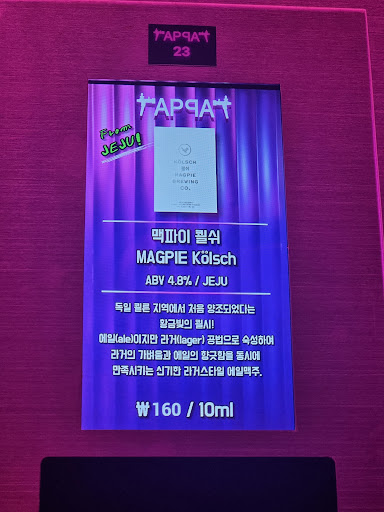 TAPPAT
23
TAPPAT
From
JEJU!
KÖLSCH
쾰쉬
MAGPIE
BREWING
CO.
맥파이 쾰쉬
MAGPIE Kölsch
ABV 4.8% / JEJU
독일 쾰른 지역에서 처음 양조되었다는
황금빛의 쾰시!
에일(ale)이지만 라거(lager) 공법으로 숙성하여
라거의 가벼움과 에일의 향긋함을 동시에
만족시키는 신기한 라거스타일 에일맥주.
₩160 / 10ml